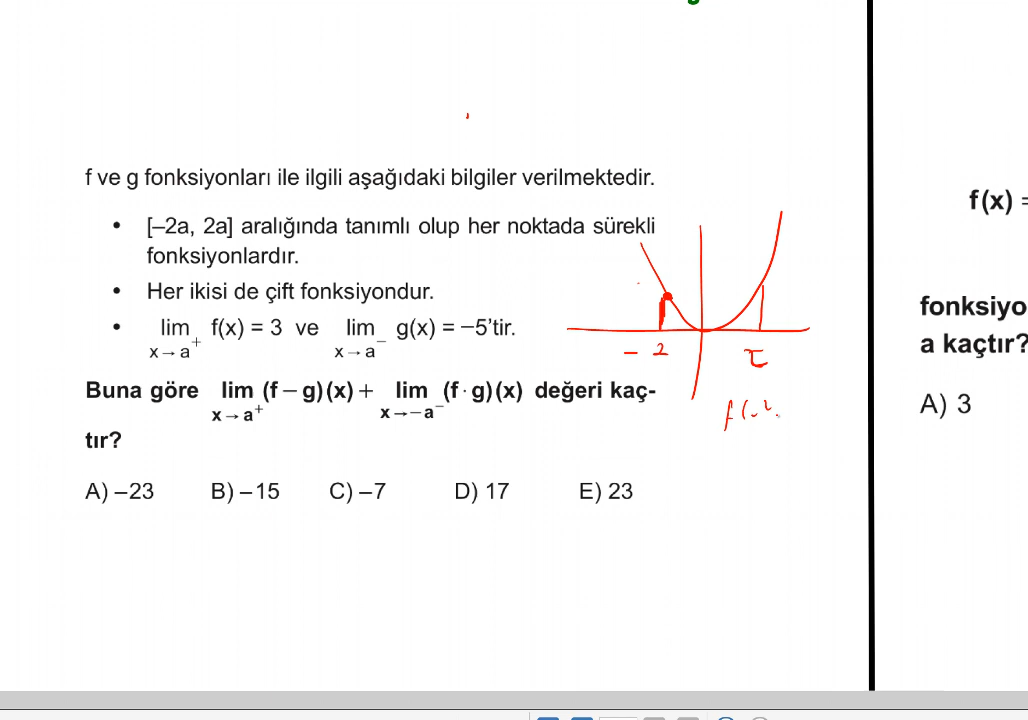 f ve g fonksiyonları ile ilgili aşağıdaki bilgiler verilmektedir.
• [–2a, 2a] aralığında tanımlı olup her noktada sürekli
fonksiyonlardır.
• Her ikisi de çift fonksiyondur.
• lim f(x) = 3 ve lim g(x) = –5'tir.
x→a⁺ x→a⁻
Buna göre lim (f – g)(x) + lim (f · g)(x) değeri kaç-
x→a⁺ x→–a⁻
tır?
A) –23 B) –15 C) –7 D) 17 E) 23
– 2
f(x) =
fonksiyo
a kaçtır?
A) 3